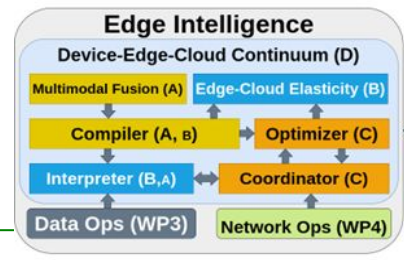 Edge Intelligence
Device-Edge-Cloud Continuum (D)
Multimodal Fusion (A)
Edge-Cloud Elasticity (B)
Compiler (A, B)
Optimizer (C)
Interpreter (B,A)
Coordinator (C)
Data Ops (WP3)
Network Ops (WP4)